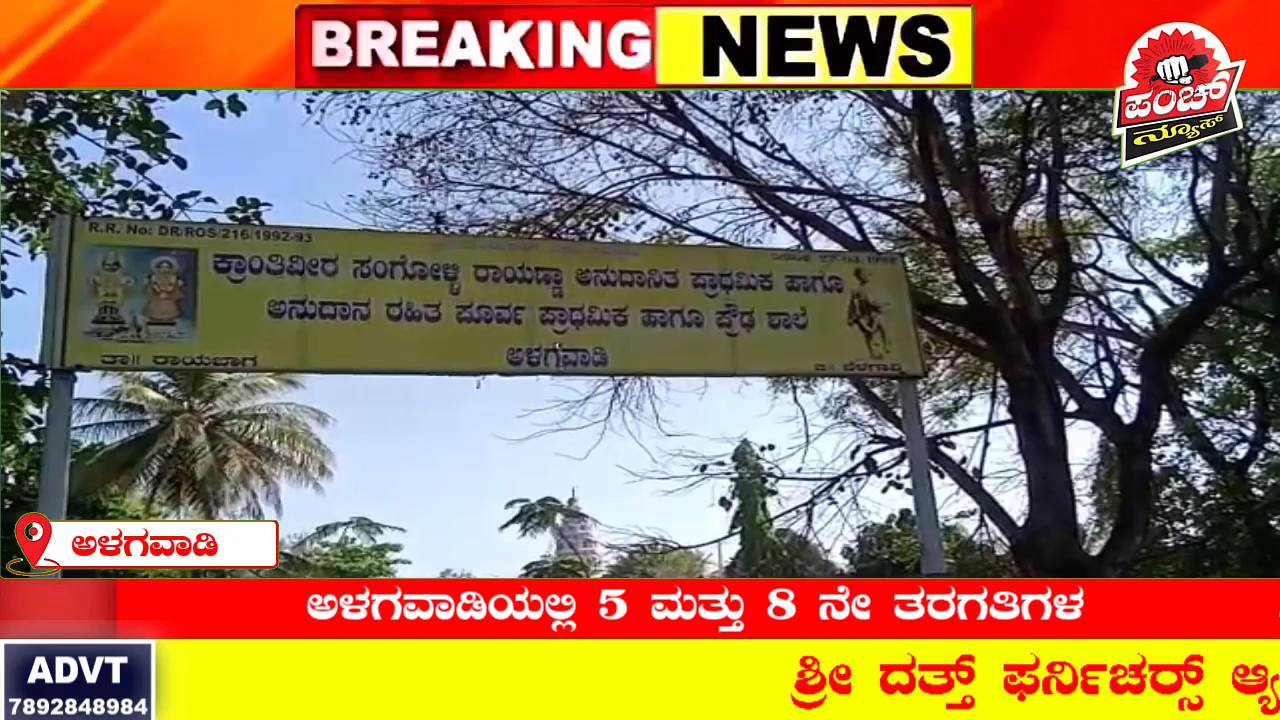 BREAKING NEWS
ಪಂಚ್
ನ್ಯೂಸ್
R.R. No: DR/ROS/216/1992-93
ಕ್ರಾಂತಿವೀರ ಸಂಗೋಳ್ಳಿ ರಾಯಣ್ಣಾ ಅನುದಾನಿತ ಪ್ರಾಥಮಿಕ ಹಾಗೂ
ಅನುದಾನ ರಹಿತ ಪೂರ್ವ ಪ್ರಾಥಮಿಕ ಹಾಗೂ ಪ್ರೌಢ ಶಾಲೆ
ಅಳಗವಾಡಿ
ತಾ॥ ರಾಯಬಾಗ
ಜಿ॥ ಬೆಳಗಾವಿ
ಅಳಗವಾಡಿ
ಅಳಗವಾಡಿಯಲ್ಲಿ 5 ಮತ್ತು 8 ನೇ ತರಗತಿಗಳ
ADVT
7892848984
ಶ್ರೀ ದತ್ತ್ ಫರ್ನಿಚರ್ಸ್